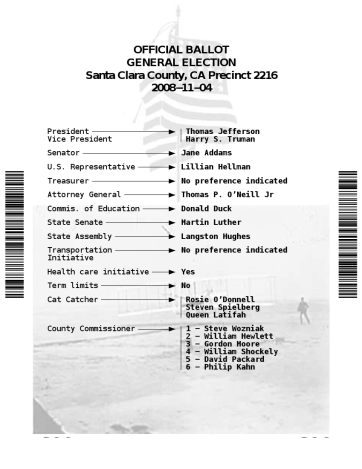 OFFICIAL BALLOT
GENERAL ELECTION
Santa Clara County, CA Precinct 2216
2008-11-04
President Thomas Jefferson
Vice President Harry S. Truman
Senator Jane Addams
U.S. Representative Lillian Hellman
Treasurer No preference indicated
Attorney General Thomas P. O'Neill Jr
Commis. of Education Donald Duck
State Senate Martin Luther
State Assembly Langston Hughes
Transportation No preference indicated
Initiative
Health care initiative Yes
Term limits No
Cat Catcher Rosie O'Donnell
Steven Spielberg
Queen Latifah
County Commissioner 1 - Steve Wozniak
2 - William Hewlett
3 - Gordon Moore
4 - William Shockely
5 - David Packard
6 - Philip Kahn